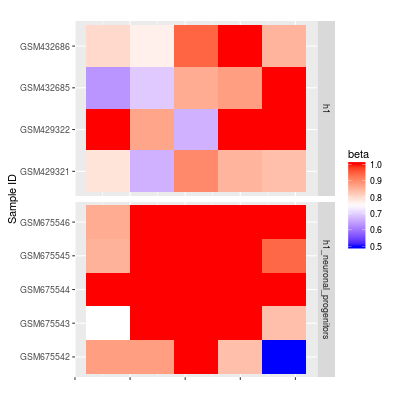 Sample ID
GSM432686
GSM432685
GSM429322
GSM429321
h1
GSM675546
GSM675545
GSM675544
GSM675543
GSM675542
h1_neuronal_progenitors
beta
1.0
0.9
0.8
0.7
0.6
0.5